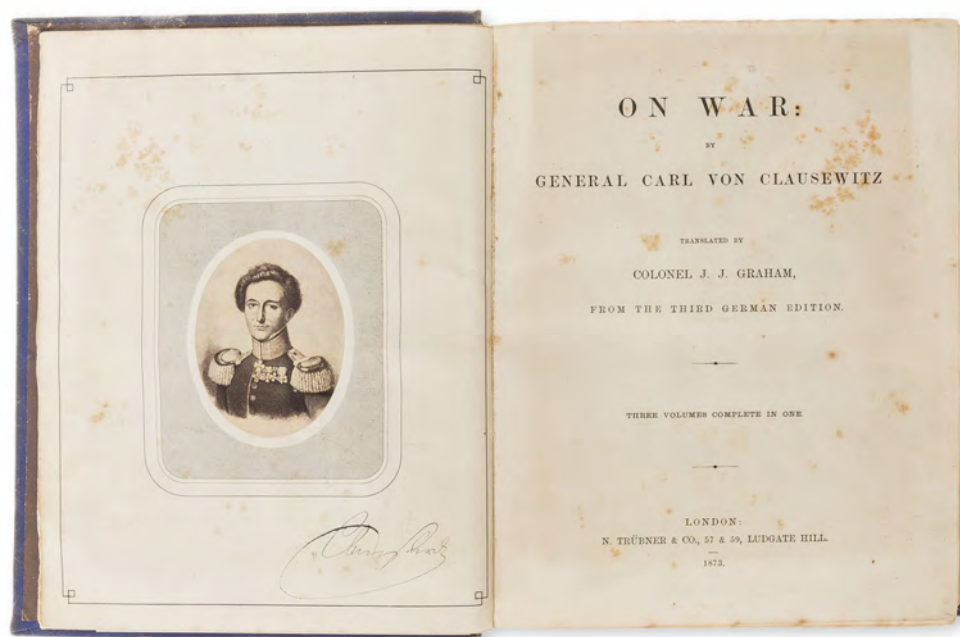 ON WAR:
BY
GENERAL CARL VON CLAUSEWITZ
TRANSLATED BY
COLONEL J. J. GRAHAM,
FROM THE THIRD GERMAN EDITION.
THREE VOLUMES COMPLETE IN ONE
LONDON:
N. TRÜBNER & CO., 57 & 59, LUDGATE HILL.
1873.